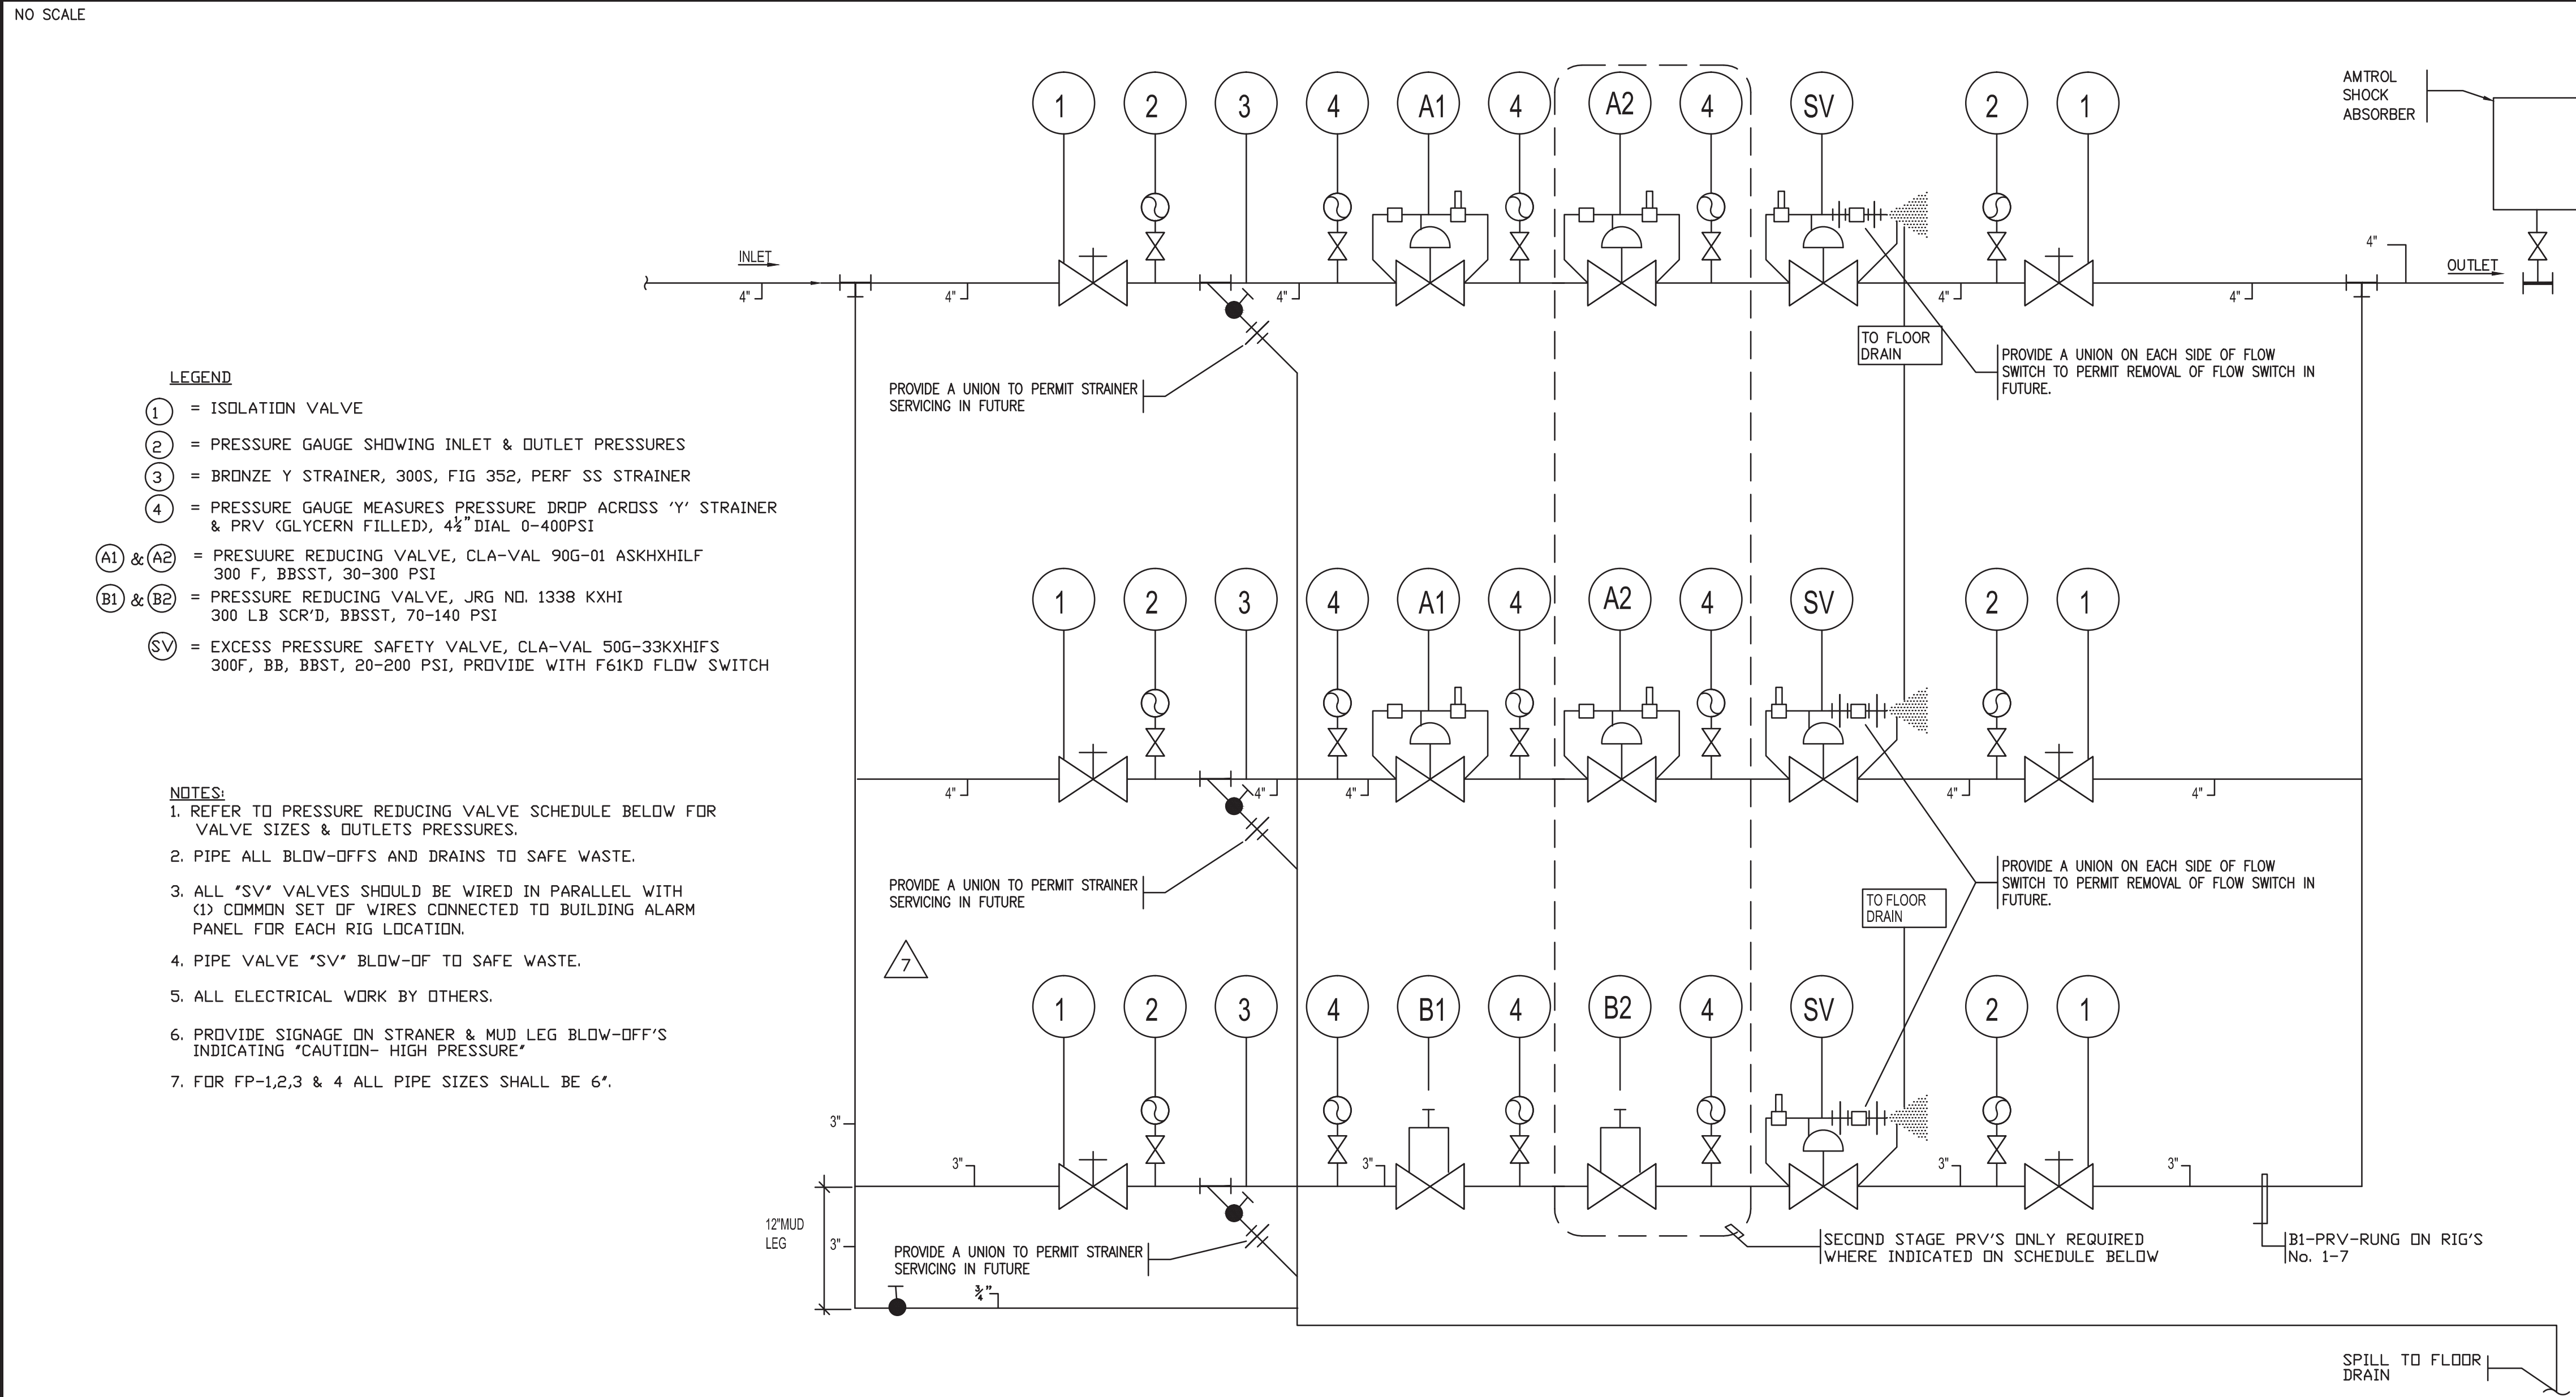 NO SCALE
1
2
3
4
A1
4
A2
4
SV
2
1
AMTROL
SHOCK
ABSORBER
INLET
4"
4"
4"
4"
4"
4"
OUTLET
TO FLOOR
DRAIN
PROVIDE A UNION ON EACH SIDE OF FLOW
SWITCH TO PERMIT REMOVAL OF FLOW SWITCH IN
FUTURE.
PROVIDE A UNION TO PERMIT STRAINER
SERVICING IN FUTURE
LEGEND
1 = ISOLATION VALVE
2 = PRESSURE GAUGE SHOWING INLET & OUTLET PRESSURES
3 = BRONZE Y STRAINER, 300S, FIG 352, PERF SS STRAINER
4 = PRESSURE GAUGE MEASURES PRESSURE DROP ACROSS 'Y' STRAINER
& PRV (GLYCERN FILLED), 4½" DIAL 0-400PSI
A1 & A2 = PRESUURE REDUCING VALVE, CLA-VAL 90G-01 ASKHXHILF
300 F, BBSST, 30-300 PSI
B1 & B2 = PRESSURE REDUCING VALVE, JRG NO. 1338 KXHI
300 LB SCR'D, BBSST, 70-140 PSI
SV = EXCESS PRESSURE SAFETY VALVE, CLA-VAL 50G-33KXHIFS
300F, BB, BBST, 20-200 PSI, PROVIDE WITH F61KD FLOW SWITCH
1
2
3
4
A1
4
A2
4
SV
2
1
4"
4"
4"
4"
4"
PROVIDE A UNION TO PERMIT STRAINER
SERVICING IN FUTURE
PROVIDE A UNION ON EACH SIDE OF FLOW
SWITCH TO PERMIT REMOVAL OF FLOW SWITCH IN
FUTURE.
TO FLOOR
DRAIN
NOTES:
1. REFER TO PRESSURE REDUCING VALVE SCHEDULE BELOW FOR
VALVE SIZES & OUTLETS PRESSURES.
2. PIPE ALL BLOW-OFFS AND DRAINS TO SAFE WASTE.
3. ALL "SV" VALVES SHOULD BE WIRED IN PARALLEL WITH
(1) COMMON SET OF WIRES CONNECTED TO BUILDING ALARM
PANEL FOR EACH RIG LOCATION.
4. PIPE VALVE "SV" BLOW-OF TO SAFE WASTE.
5. ALL ELECTRICAL WORK BY OTHERS.
6. PROVIDE SIGNAGE ON STRANER & MUD LEG BLOW-OFF'S
INDICATING "CAUTION- HIGH PRESSURE"
7. FOR FP-1,2,3 & 4 ALL PIPE SIZES SHALL BE 6".
7
1
2
3
4
B1
4
B2
4
SV
2
1
3"
3"
3"
3"
3"
12"MUD
LEG
3"
PROVIDE A UNION TO PERMIT STRAINER
SERVICING IN FUTURE
¾"
SECOND STAGE PRV'S ONLY REQUIRED
WHERE INDICATED ON SCHEDULE BELOW
B1-PRV-RUNG ON RIG'S
No. 1-7
SPILL TO FLOOR
DRAIN